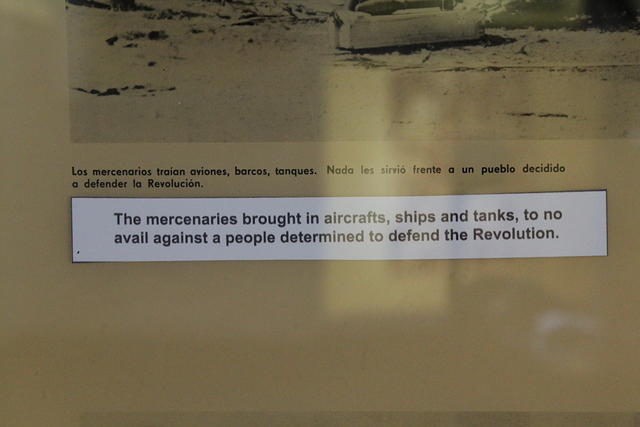 Los mercenarios traían aviones, barcos, tanques. Nada les sirvió frente a un pueblo decidido
a defender la Revolución.
The mercenaries brought in aircrafts, ships and tanks, to no
avail against a people determined to defend the Revolution.